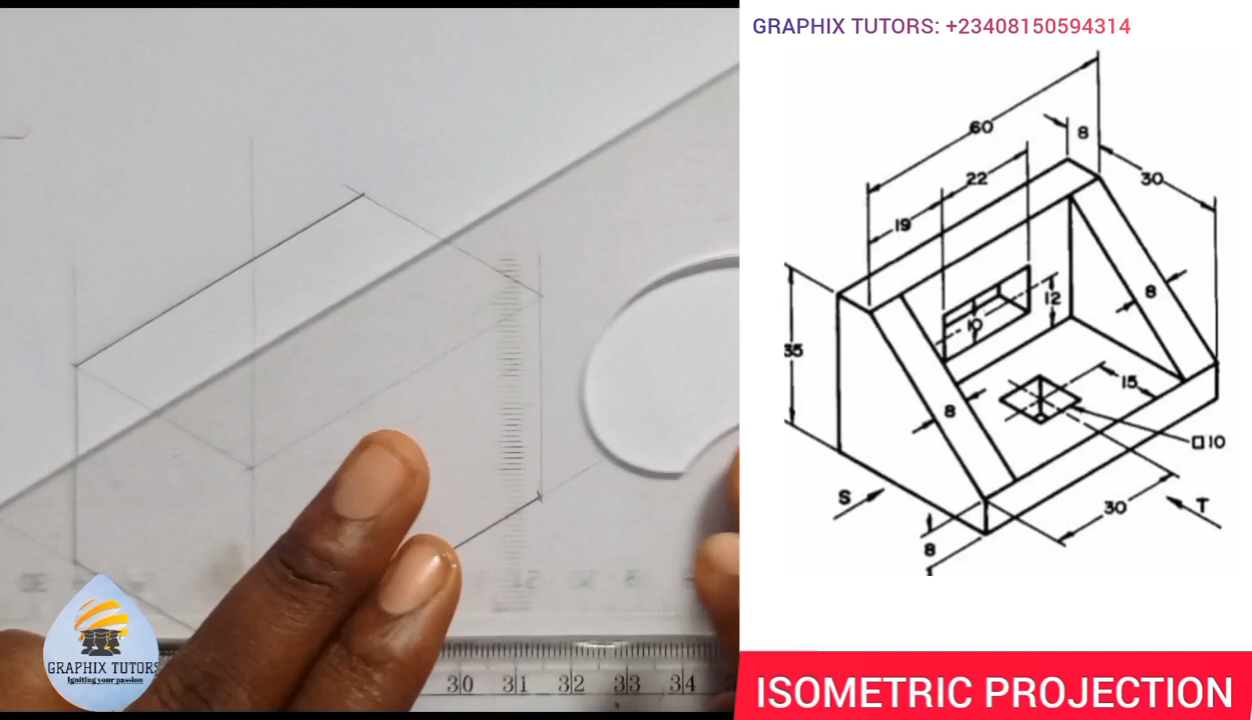 GRAPHIX TUTORS: +23408150594314
60
8
22
30
19
12
8
10
35
15
8
□10
S
30
T
8
GRAPHIX TUTORS
Igniting your passion
30 31 32 33 34
ISOMETRIC PROJECTION